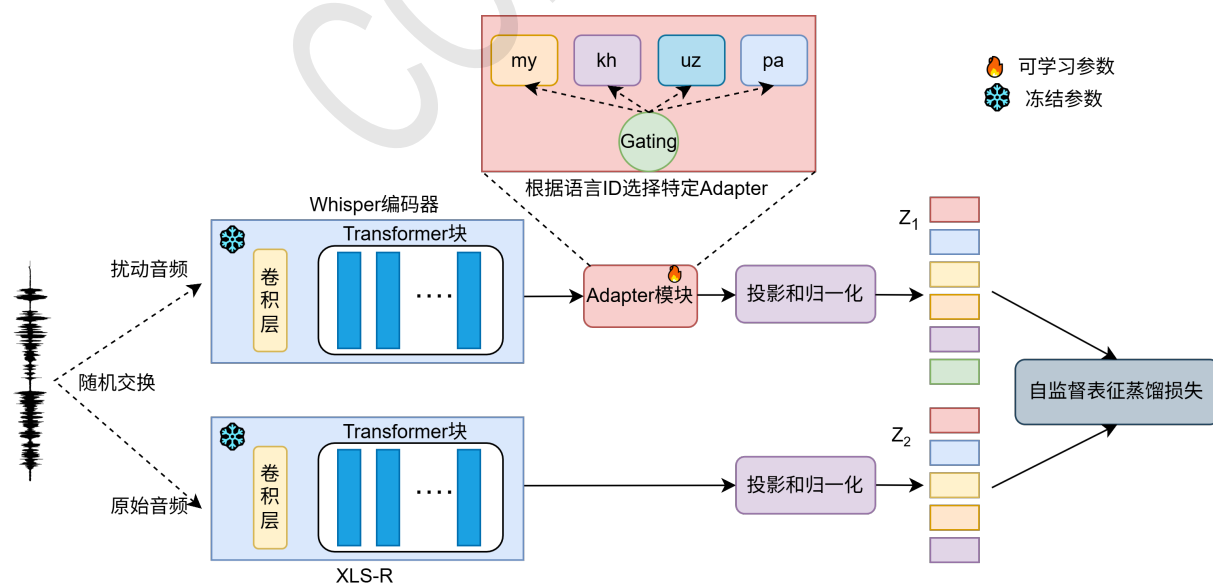 my
kh
uz
pa
Gating
根据语言ID选择特定Adapter
可学习参数
冻结参数
Whisper编码器
Transformer块
卷
积
层
....
扰动音频
随机交换
原始音频
Adapter模块
投影和归一化
Z1
自监督表征蒸馏损失
Transformer块
卷
积
层
....
XLS-R
投影和归一化
Z2